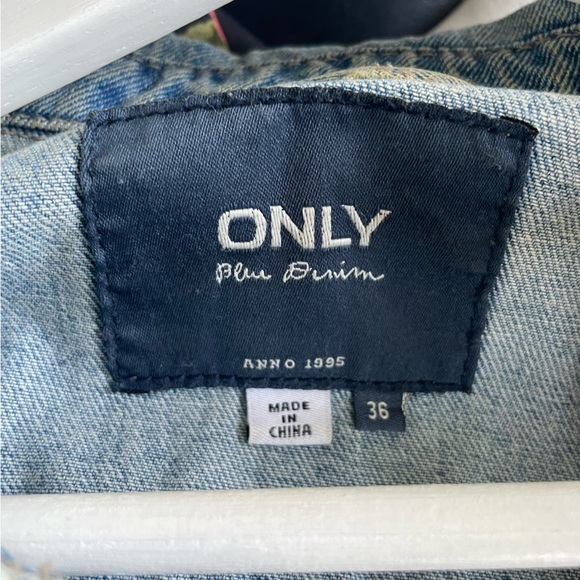 ONLY
Blue Denim
ANNO 1995
MADE
IN
CHINA
36